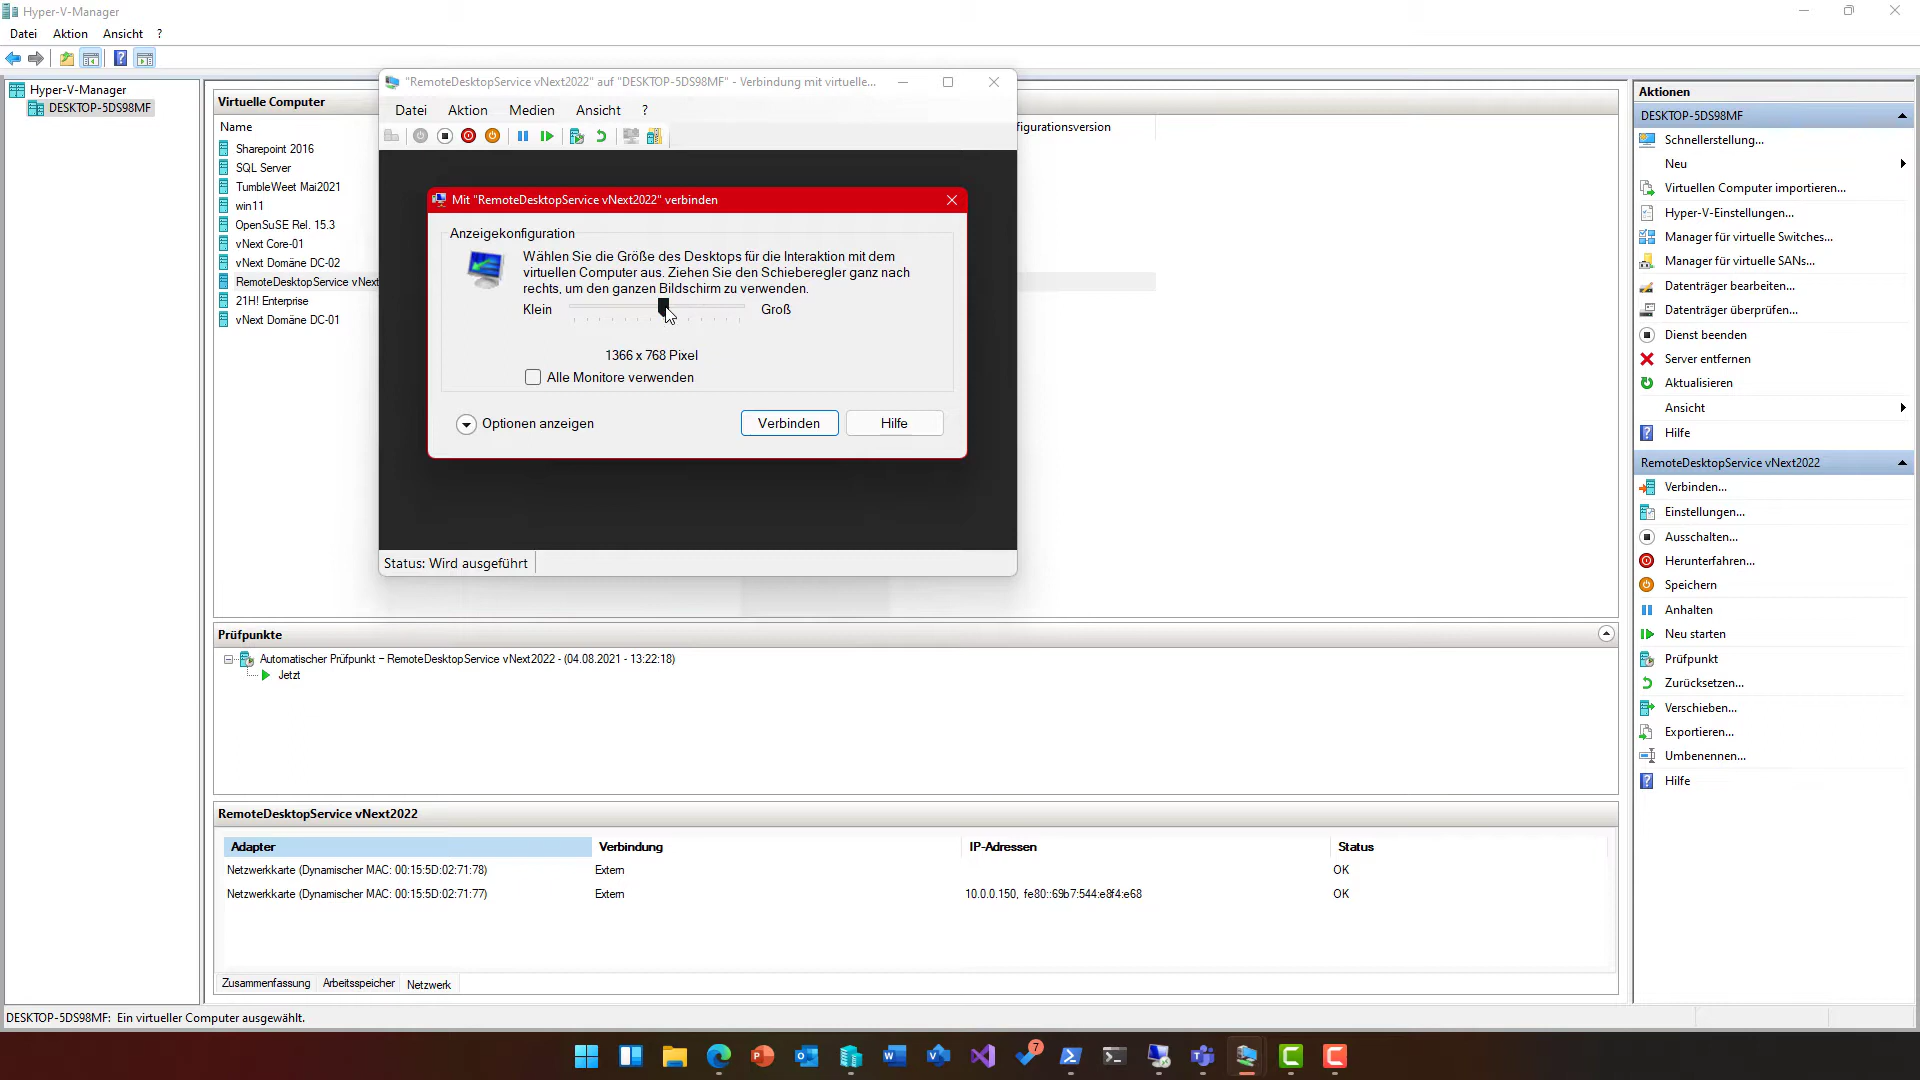 Hyper-V-Manager
Datei Aktion Ansicht ?
Hyper-V-Manager
DESKTOP-5DS98MF
Virtuelle Computer
Name
Sharepoint 2016
SQL Server
TumbleWeet Mai2021
win11
OpenSuSE Rel. 15.3
vNext Core-01
vNext Domäne DC-02
RemoteDesktopService vNext
21H! Enterprise
vNext Domäne DC-01
figurationsversion
"RemoteDesktopService vNext2022" auf "DESKTOP-5DS98MF" - Verbindung mit virtuelle...
Datei Aktion Medien Ansicht ?
Mit "RemoteDesktopService vNext2022" verbinden
Anzeigekonfiguration
Wählen Sie die Größe des Desktops für die Interaktion mit dem
virtuellen Computer aus. Ziehen Sie den Schieberegler ganz nach
rechts, um den ganzen Bildschirm zu verwenden.
Klein Groß
1366 x 768 Pixel
Alle Monitore verwenden
Optionen anzeigen Verbinden Hilfe
Status: Wird ausgeführt
Prüfpunkte
Automatischer Prüfpunkt – RemoteDesktopService vNext2022 - (04.08.2021 - 13:22:18)
Jetzt
RemoteDesktopService vNext2022
Adapter Verbindung IP-Adressen Status
Netzwerkkarte (Dynamischer MAC: 00:15:5D:02:71:78) Extern OK
Netzwerkkarte (Dynamischer MAC: 00:15:5D:02:71:77) Extern 10.0.0.150, fe80::69b7:544:e8f4:e68 OK
Zusammenfassung Arbeitsspeicher Netzwerk
Aktionen
DESKTOP-5DS98MF
Schnellerstellung...
Neu
Virtuellen Computer importieren...
Hyper-V-Einstellungen...
Manager für virtuelle Switches...
Manager für virtuelle SANs...
Datenträger bearbeiten...
Datenträger überprüfen...
Dienst beenden
Server entfernen
Aktualisieren
Ansicht
Hilfe
RemoteDesktopService vNext2022
Verbinden...
Einstellungen...
Ausschalten...
Herunterfahren...
Speichern
Anhalten
Neu starten
Prüfpunkt
Zurücksetzen...
Verschieben...
Exportieren...
Umbenennen...
Hilfe
DESKTOP-5DS98MF: Ein virtueller Computer ausgewählt.
7